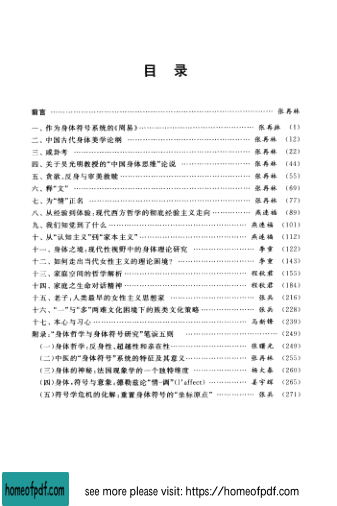 目 录
前言 …… 张再林
一、作为身体符号系统的《周易》…… 张再林 (1)
二、中国古代身体美学论纲 …… 张再林 (12)
三、咸卦考 …… 张再林 (22)
四、关于吴光明教授的“中国身体思维”论说 …… 张再林 (44)
五、食欲、反身与宰美救赎 …… 张再林 (55)
六、释“文” …… 张再林 (60)
七、为“情”正名 …… 张再林 (77)
八、从经验到体验:现代西方哲学的彻底经验主义走向 …… 燕连福 (89)
九、我们知觉到了什么 …… 燕连福 (101)
十、从“认知主义”到“家本主义” …… 燕连福 (112)
十一、身体之境:现代性视野中的身体理论研究 …… 李重 (122)
十二、如何走出当代女性主义的理论困境? …… 李重 (143)
十三、家庭空间的哲学解析 …… 程秋君 (155)
十四、家庭之生命对话精神 …… 程秋君 (184)
十五、老子:人类最早的女性主义思想家 …… 张兵 (216)
十六、“一”与“多”两难文化困境下的族类文化策略 …… 张兵 (228)
十七、本心与习心 …… 马新锋 (239)
附录:“身体哲学与身体符号研究”笔谈五则 …… (249)
(一)身体哲学:反身性、超越性和亲在性 …… 张曙光 (249)
(二)中医的“身体符号”系统的特征及其意义 …… 张再林 (255)
(三)身体的神秘:法国现象学的一个独特维度 …… 杨大春 (260)
(四)身体,符号与意象:德勒兹论“情-调”(l'affect) …… 姜宇辉 (265)
(五)符号学危机的化解:重置身体符号的“坐标原点” …… 张兵 (271)
homeofpdf.com
see more please visit: https://homeofpdf.com